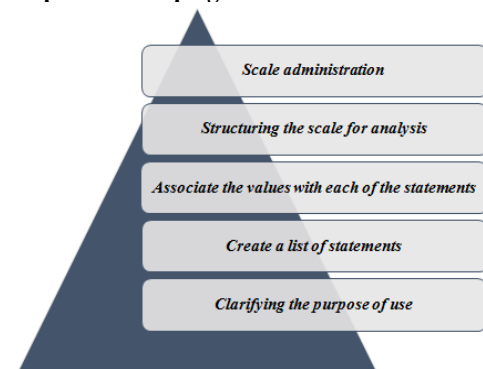 Scale administration
Structuring the scale for analysis
Associate the values with each of the statements
Create a list of statements
Clarifying the purpose of use